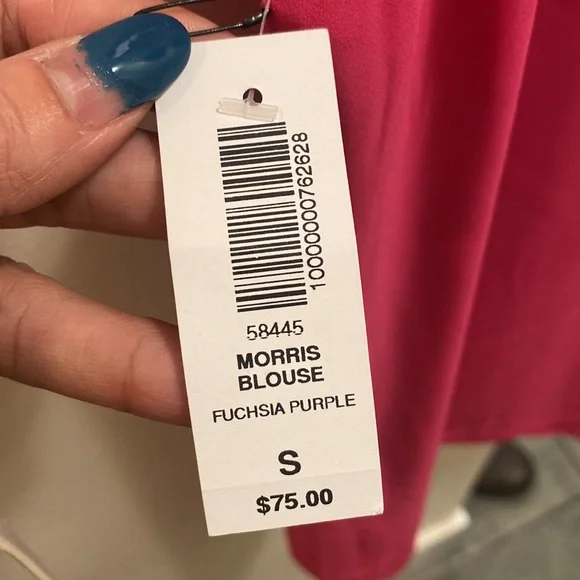 1000000762628
58445
MORRIS
BLOUSE
FUCHSIA PURPLE
S
$75.00